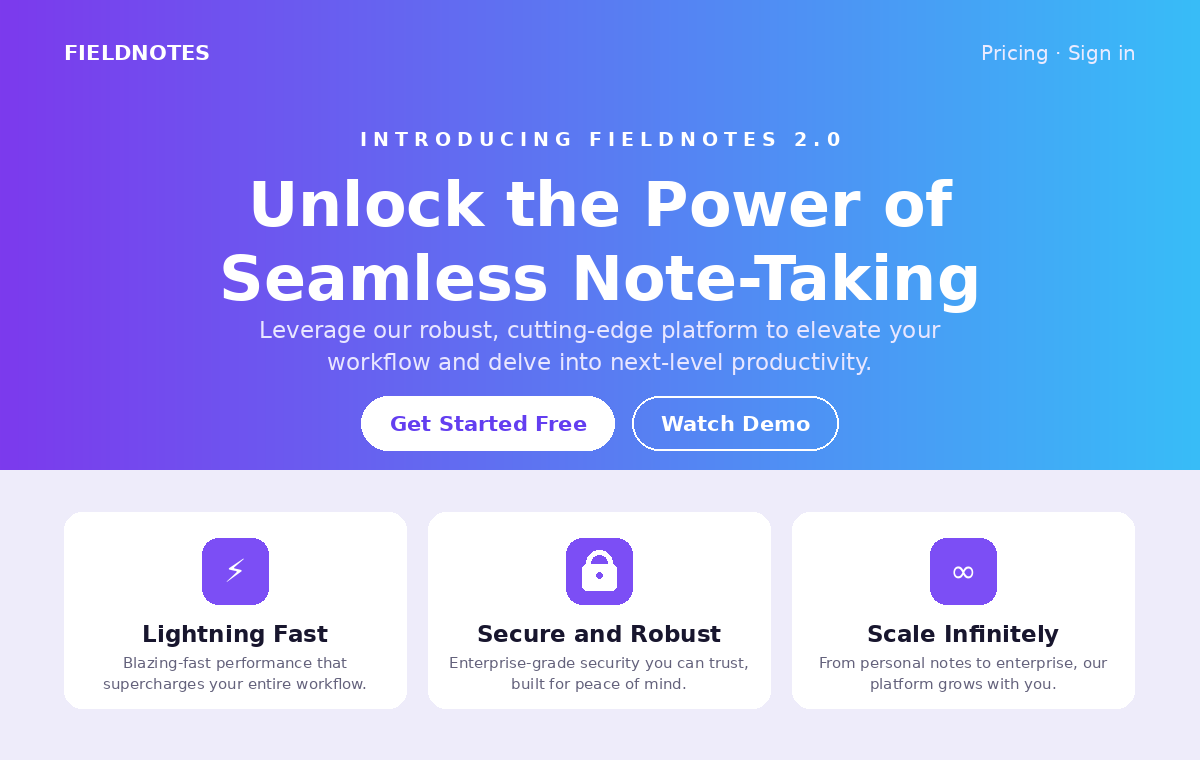 FIELDNOTES
Pricing · Sign in
INTRODUCING FIELDNOTES 2.0
Unlock the Power of
Seamless Note-Taking
Leverage our robust, cutting-edge platform to elevate your
workflow and delve into next-level productivity.
Get Started Free
Watch Demo
Lightning Fast
Blazing-fast performance that
supercharges your entire workflow.
Secure and Robust
Enterprise-grade security you can trust,
built for peace of mind.
Scale Infinitely
From personal notes to enterprise, our
platform grows with you.